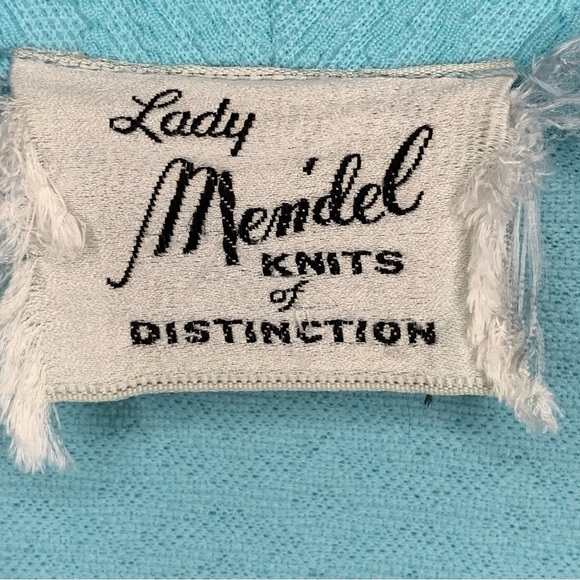 Lady
Mendel
KNITS
of
DISTINCTION